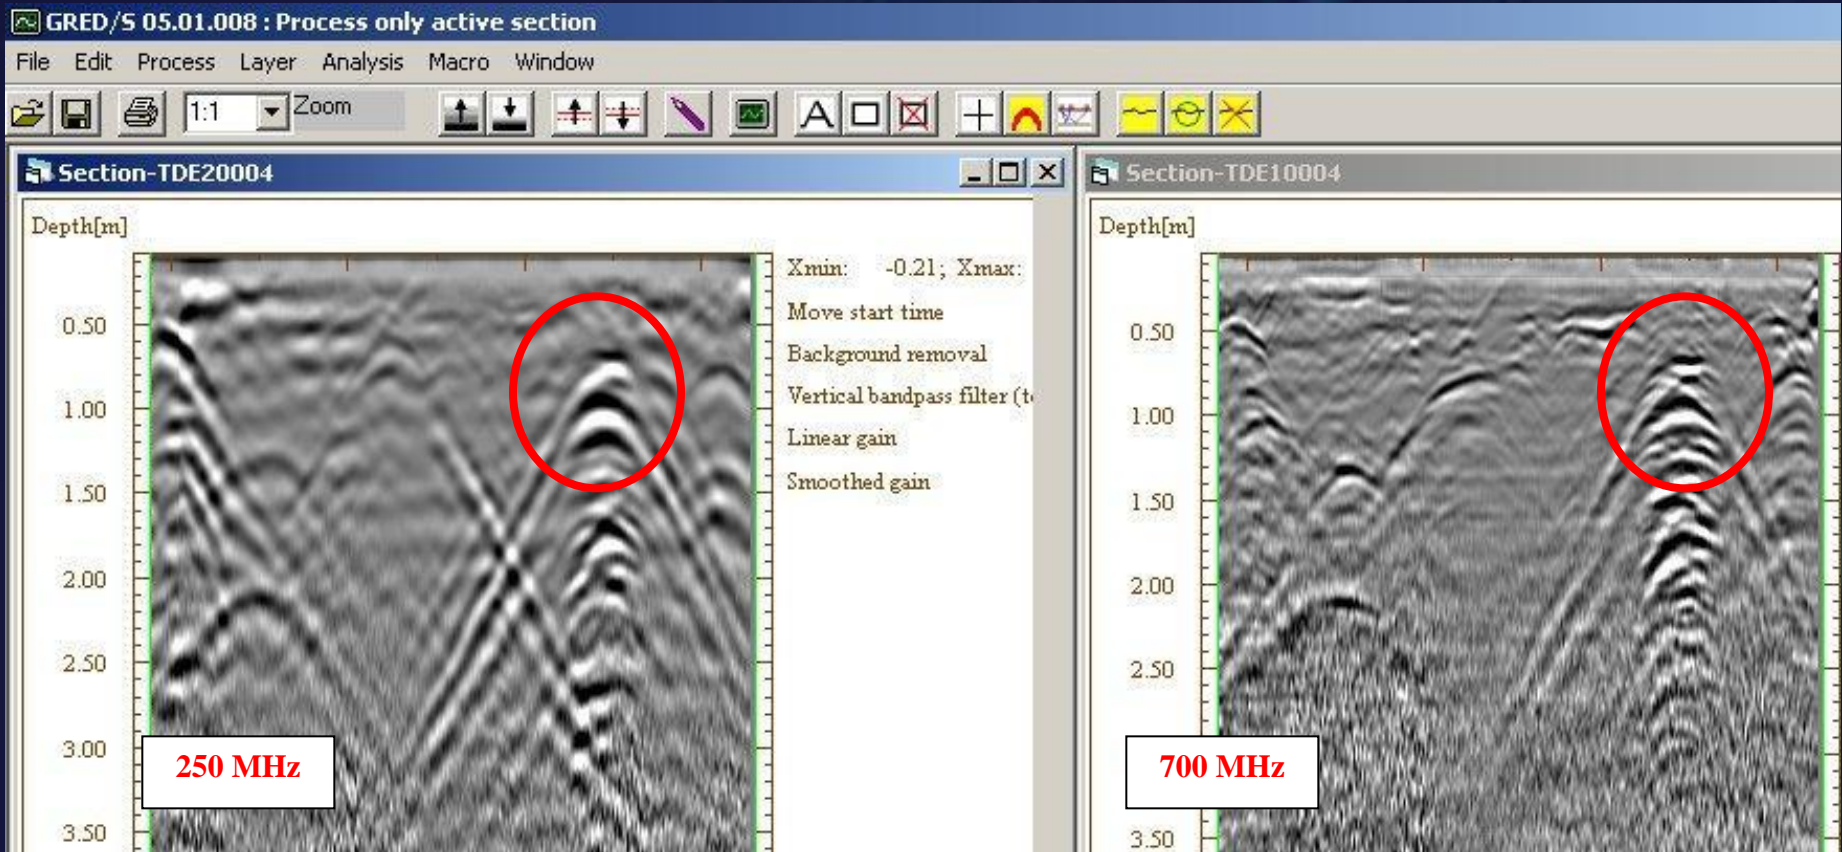 GRED/S 05.01.008 : Process only active section
File Edit Process Layer Analysis Macro Window
1:1 Zoom
Section-TDE20004
Depth[m]
0.50
1.00
1.50
2.00
2.50
3.00
3.50
250 MHz
Xmin: -0.21; Xmax:
Move start time
Background removal
Vertical bandpass filter
Linear gain
Smoothed gain
Section-TDE10004
Depth[m]
0.50
1.00
1.50
2.00
2.50
3.50
700 MHz